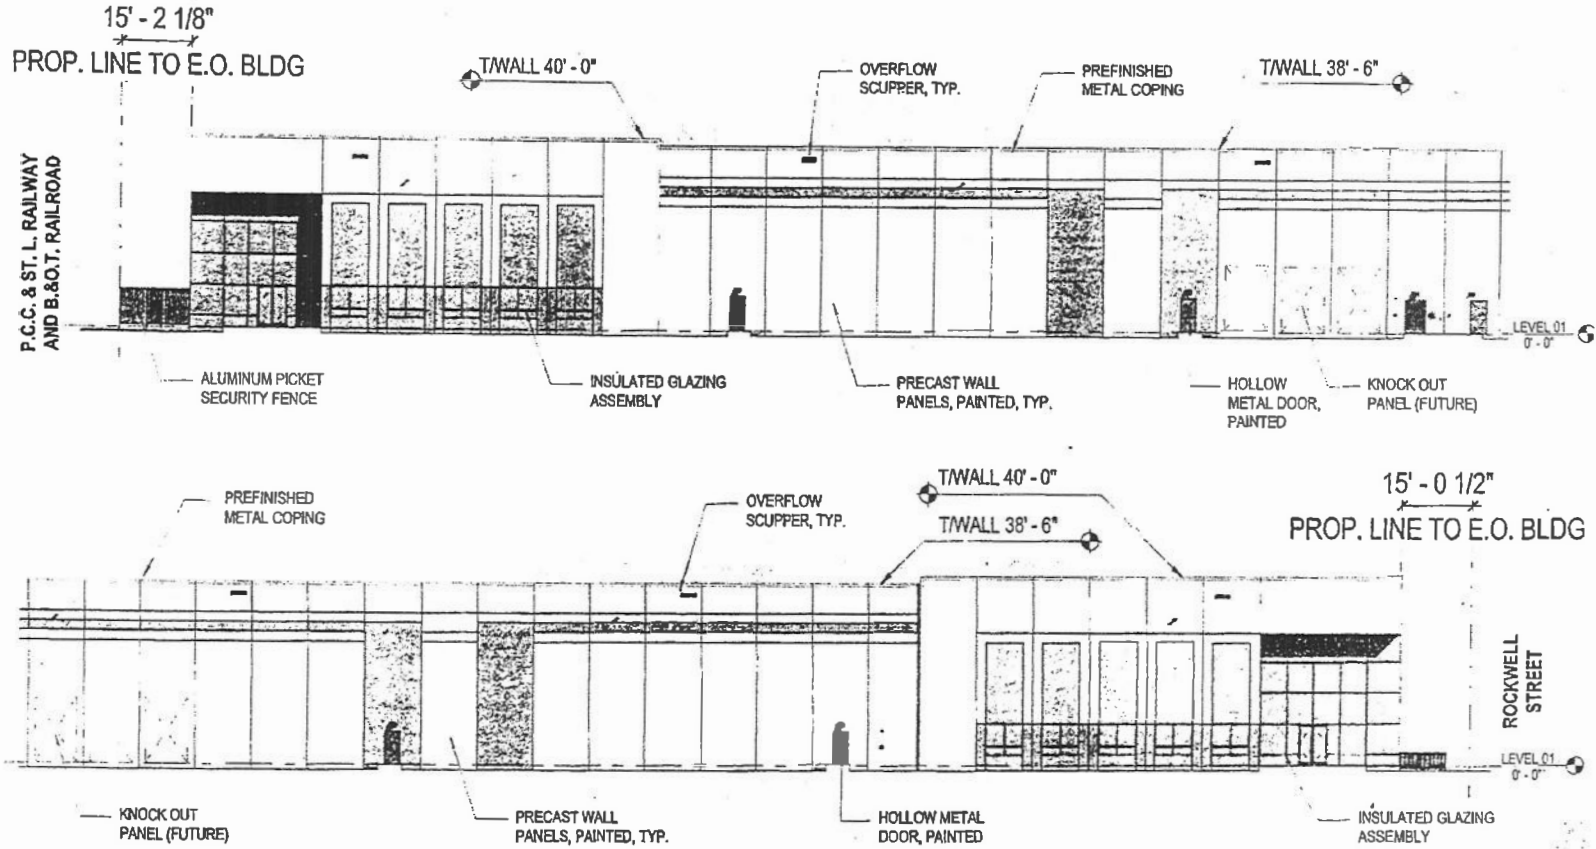 15' - 2 1/8"
PROP. LINE TO E.O. BLDG
T/WALL 40' - 0"
OVERFLOW
SCUPPER, TYP.
PREFINISHED
METAL COPING
T/WALL 38' - 6"
P.C.C. & ST. L. RAILWAY
AND B.&O.T. RAILROAD
LEVEL 01
0' - 0"
ALUMINUM PICKET
SECURITY FENCE
INSULATED GLAZING
ASSEMBLY
PRECAST WALL
PANELS, PAINTED, TYP.
HOLLOW
METAL DOOR,
PAINTED
KNOCK OUT
PANEL (FUTURE)
PREFINISHED
METAL COPING
OVERFLOW
SCUPPER, TYP.
T/WALL 40' - 0"
T/WALL 38' - 6"
15' - 0 1/2"
PROP. LINE TO E.O. BLDG
ROCKWELL
STREET
LEVEL 01
0' - 0"
KNOCK OUT
PANEL (FUTURE)
PRECAST WALL
PANELS, PAINTED, TYP.
HOLLOW METAL
DOOR, PAINTED
INSULATED GLAZING
ASSEMBLY